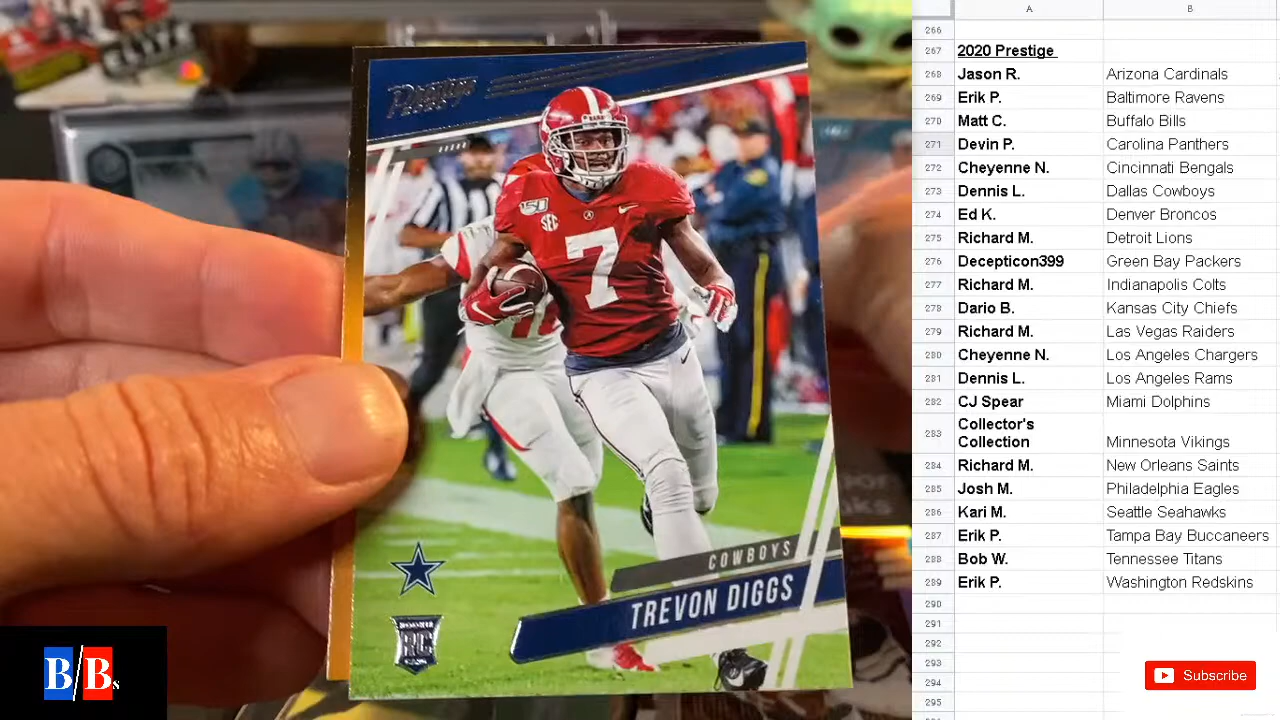 Prestige
150
SEC
7
COWBOYS
TREVON DIGGS
RC
B/Bs
A B
266
267 2020 Prestige
268 Jason R. Arizona Cardinals
269 Erik P. Baltimore Ravens
270 Matt C. Buffalo Bills
271 Devin P. Carolina Panthers
272 Cheyenne N. Cincinnati Bengals
273 Dennis L. Dallas Cowboys
274 Ed K. Denver Broncos
275 Richard M. Detroit Lions
276 Decepticon399 Green Bay Packers
277 Richard M. Indianapolis Colts
278 Dario B. Kansas City Chiefs
279 Richard M. Las Vegas Raiders
280 Cheyenne N. Los Angeles Chargers
281 Dennis L. Los Angeles Rams
282 CJ Spear Miami Dolphins
Collector's
283 Collection Minnesota Vikings
284 Richard M. New Orleans Saints
285 Josh M. Philadelphia Eagles
286 Kari M. Seattle Seahawks
287 Erik P. Tampa Bay Buccaneers
288 Bob W. Tennessee Titans
289 Erik P. Washington Redskins
290
291
292
293
294
295
Subscribe